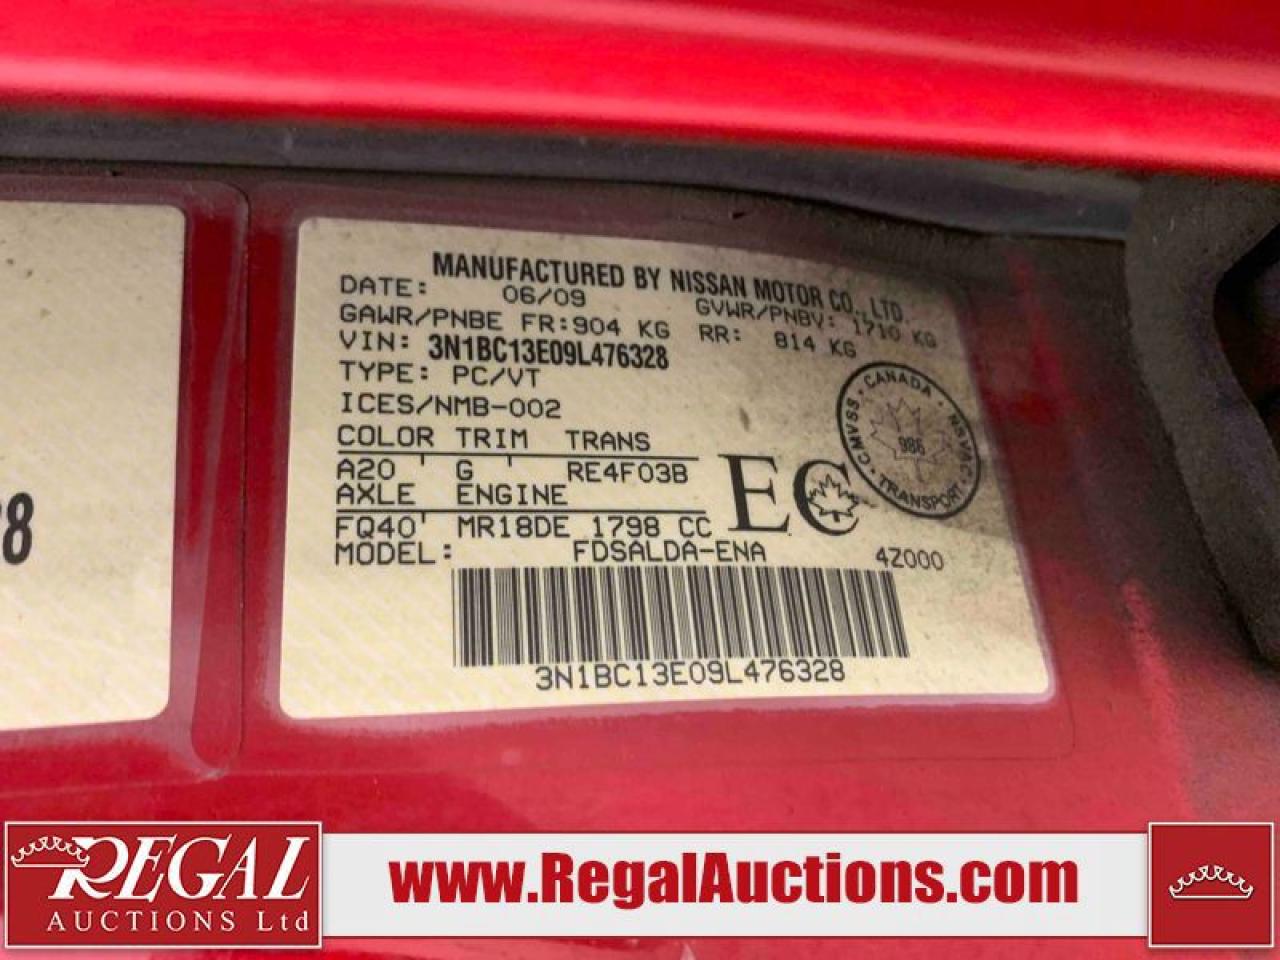 MANUFACTURED BY NISSAN MOTOR CO., LTD.
DATE: 06/09 GVWR/PNBV: 1710 KG
GAWR/PNBE FR: 904 KG RR: 814 KG
VIN: 3N1BC13E09L476328
TYPE: PC/VT
ICES/NMB-002
COLOR TRIM TRANS
A20 G RE4F03B
AXLE ENGINE
FQ40 MR18DE 1798 CC
MODEL: FDSALDA-ENA 4Z000
EC
CANADA
CMVSS NSVAC
986
TRANSPORT
3N1BC13E09L476328
8
REGAL
AUCTIONS Ltd
www.RegalAuctions.com